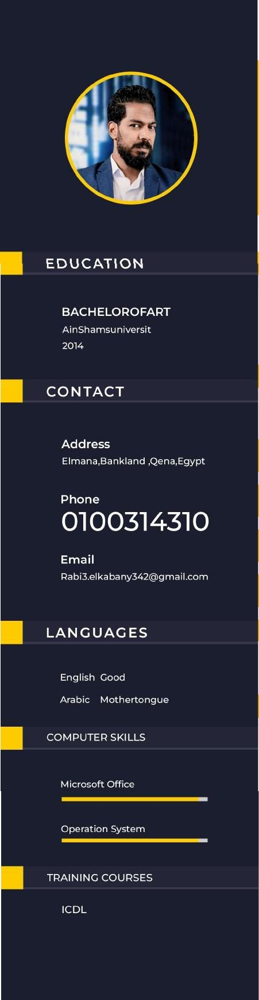 EDUCATION
BACHELOROFART
AinShamsuniversit
2014
CONTACT
Address
Elmana,Bankland ,Qena,Egypt
Phone
0100314310
Email
Rabi3.elkabany342@gmail.com
LANGUAGES
English Good
Arabic Mothertongue
COMPUTER SKILLS
Microsoft Office
Operation System
TRAINING COURSES
ICDL